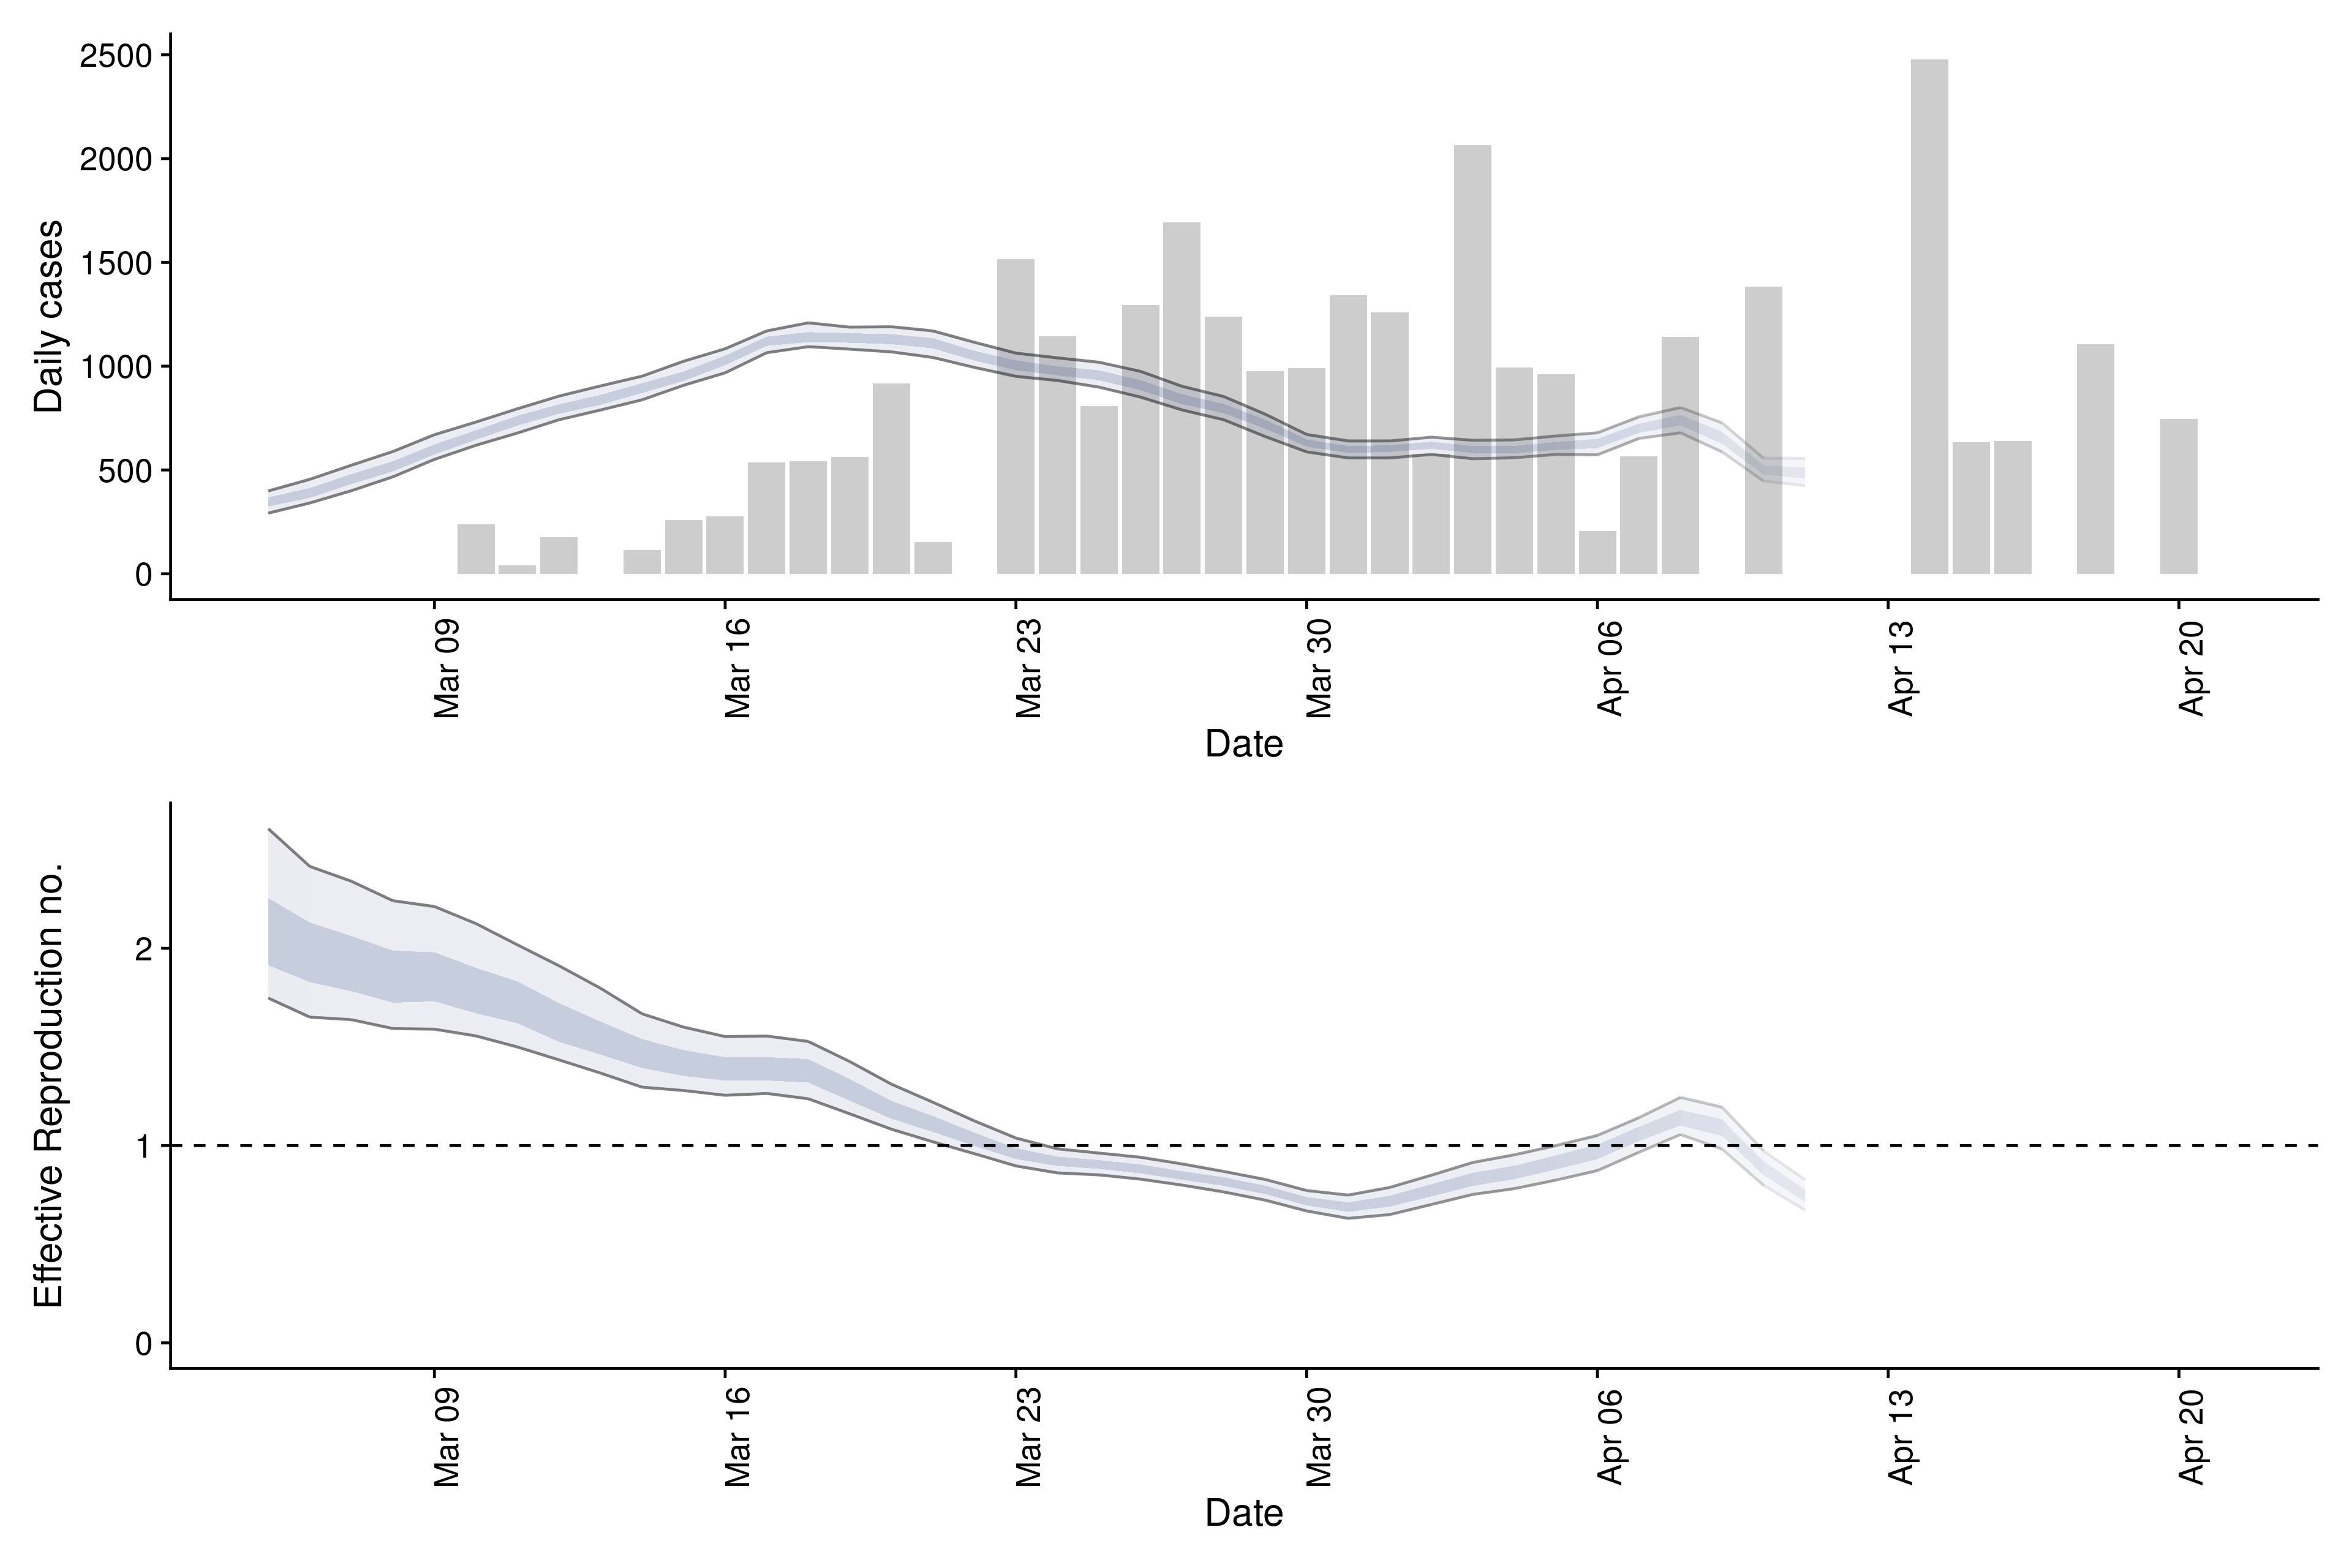 2500
2000
1500
1000
500
0
Daily cases
Mar 09
Mar 16
Mar 23
Mar 30
Apr 06
Apr 13
Apr 20
Date
2
1
0
Effective Reproduction no.
Mar 09
Mar 16
Mar 23
Mar 30
Apr 06
Apr 13
Apr 20
Date